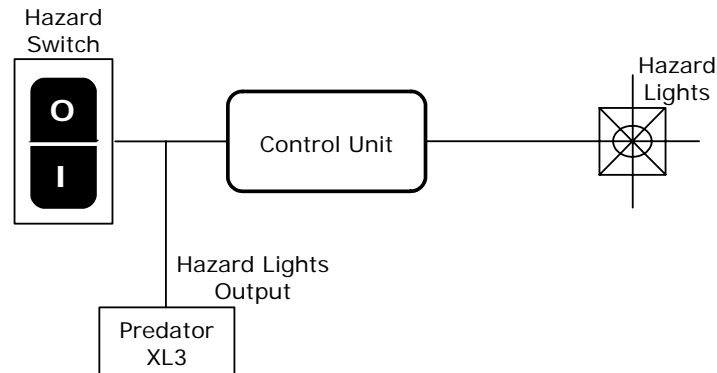 Hazard
Switch
O
I
Control Unit
Hazard
Lights
Hazard Lights
Output
Predator
XL3